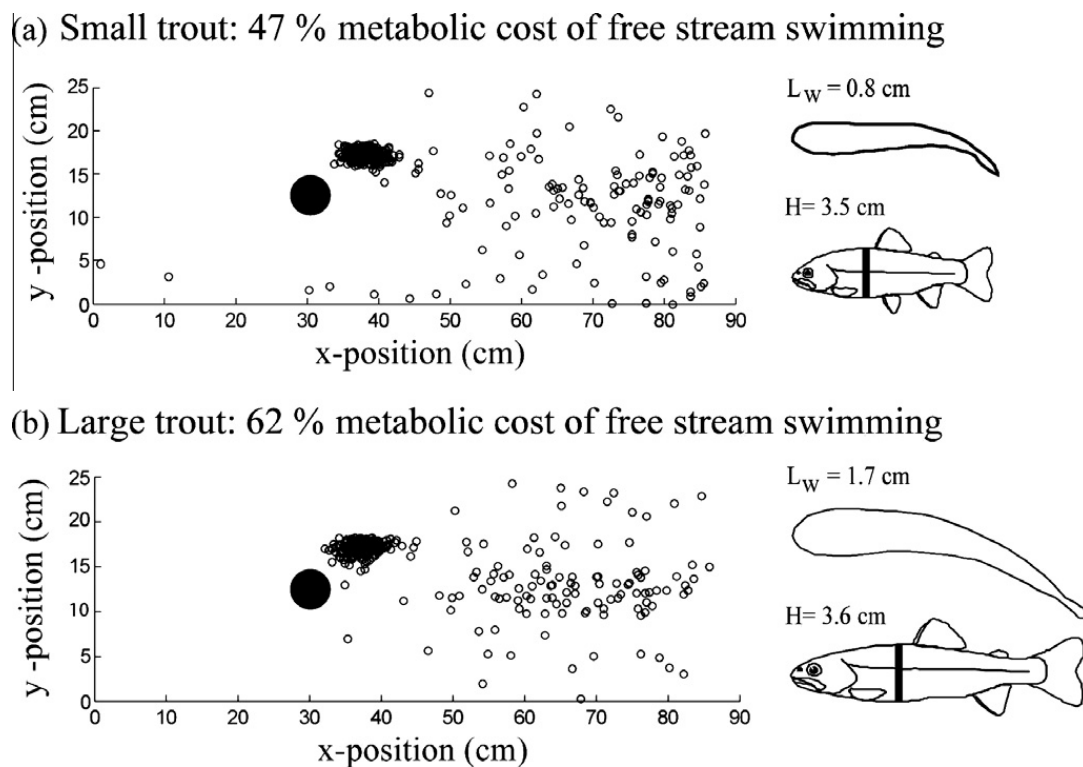 (a) Small trout: 47 % metabolic cost of free stream swimming
25
20
15
10
5
0
y -position (cm)
0 10 20 30 40 50 60 70 80 90
x-position (cm)
L_W = 0.8 cm
H= 3.5 cm
(b) Large trout: 62 % metabolic cost of free stream swimming
25
20
15
10
5
0
y -position (cm)
0 10 20 30 40 50 60 70 80 90
x-position (cm)
L_W = 1.7 cm
H= 3.6 cm